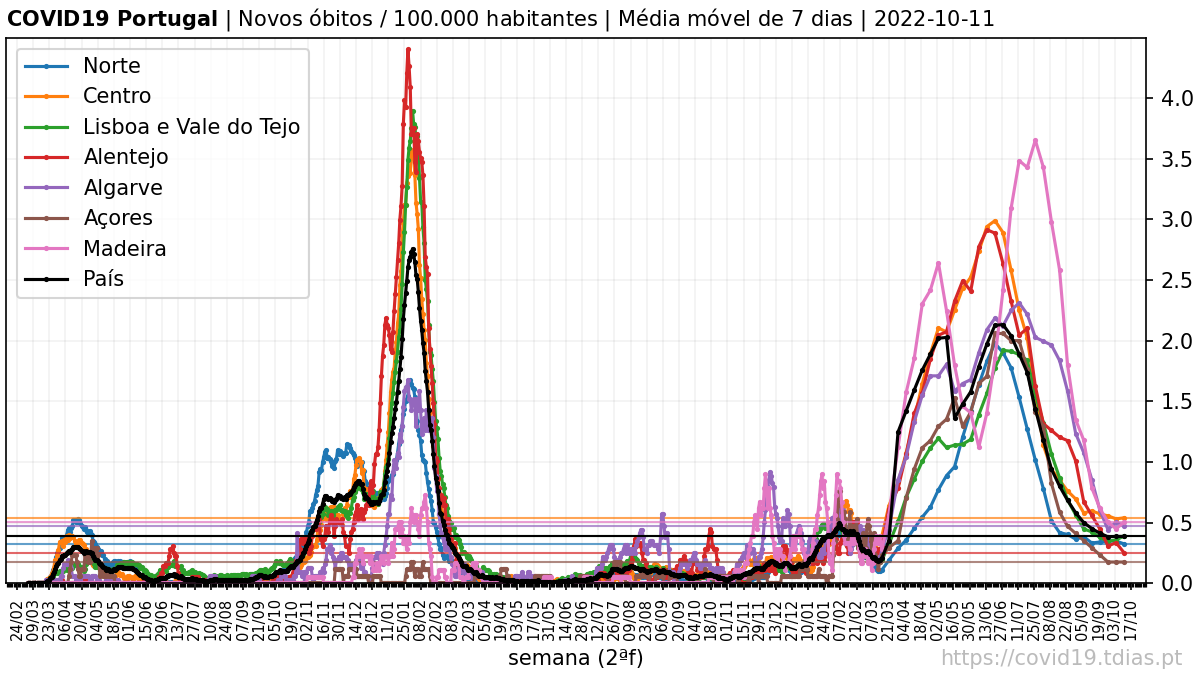 COVID19 Portugal | Novos óbitos / 100.000 habitantes | Média móvel de 7 dias | 2022-10-11
Norte
Centro
Lisboa e Vale do Tejo
Alentejo
Algarve
Açores
Madeira
País
4.0
3.5
3.0
2.5
2.0
1.5
1.0
0.5
0.0
24/02 09/03 23/03 06/04 20/04 04/05 18/05 01/06 15/06 29/06 13/07 27/07 10/08 24/08 07/09 21/09 05/10 19/10 02/11 16/11 30/11 14/12 28/12 11/01 25/01 08/02 22/02 08/03 22/03 05/04 19/04 03/05 17/05 31/05 14/06 28/06 12/07 26/07 09/08 23/08 06/09 20/09 04/10 18/10 01/11 15/11 29/11 13/12 27/12 10/01 24/01 07/02 21/02 07/03 21/03 04/04 18/04 02/05 16/05 30/05 13/06 27/06 11/07 25/07 08/08 22/08 05/09 19/09 03/10 17/10
semana (2ªf)
https://covid19.tdias.pt